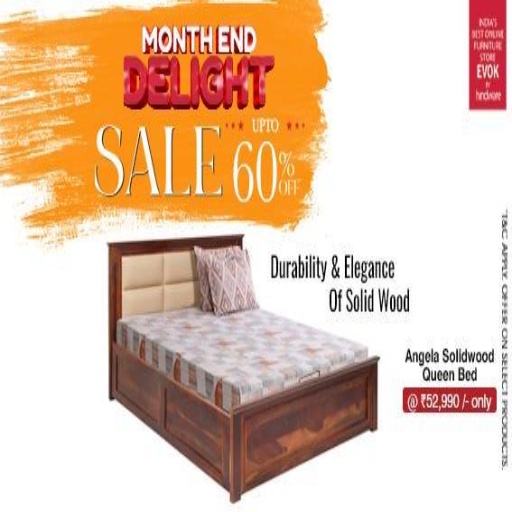 MONTH END
DELIGHT
SALE UPTO 60% OFF
INDIA'S
BEST ONLINE
FURNITURE
STORE
EVOK
BY
hindware
Durability & Elegance
Of Solid Wood
Angela Solidwood
Queen Bed
@ ₹52,990 /- only
*T&C APPLY. OFFER ON SELECT PRODUCTS.